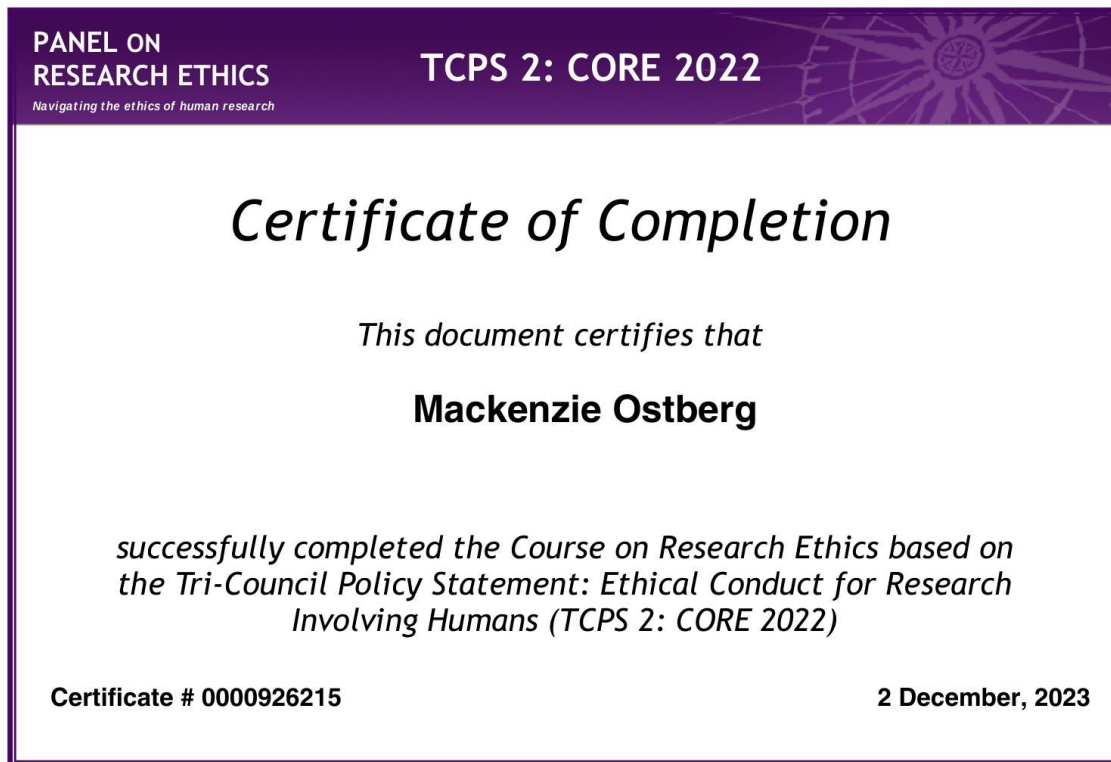 PANEL ON
RESEARCH ETHICS
Navigating the ethics of human research
TCPS 2: CORE 2022
Certificate of Completion
This document certifies that
Mackenzie Ostberg
successfully completed the Course on Research Ethics based on
the Tri-Council Policy Statement: Ethical Conduct for Research
Involving Humans (TCPS 2: CORE 2022)
Certificate # 0000926215
2 December, 2023